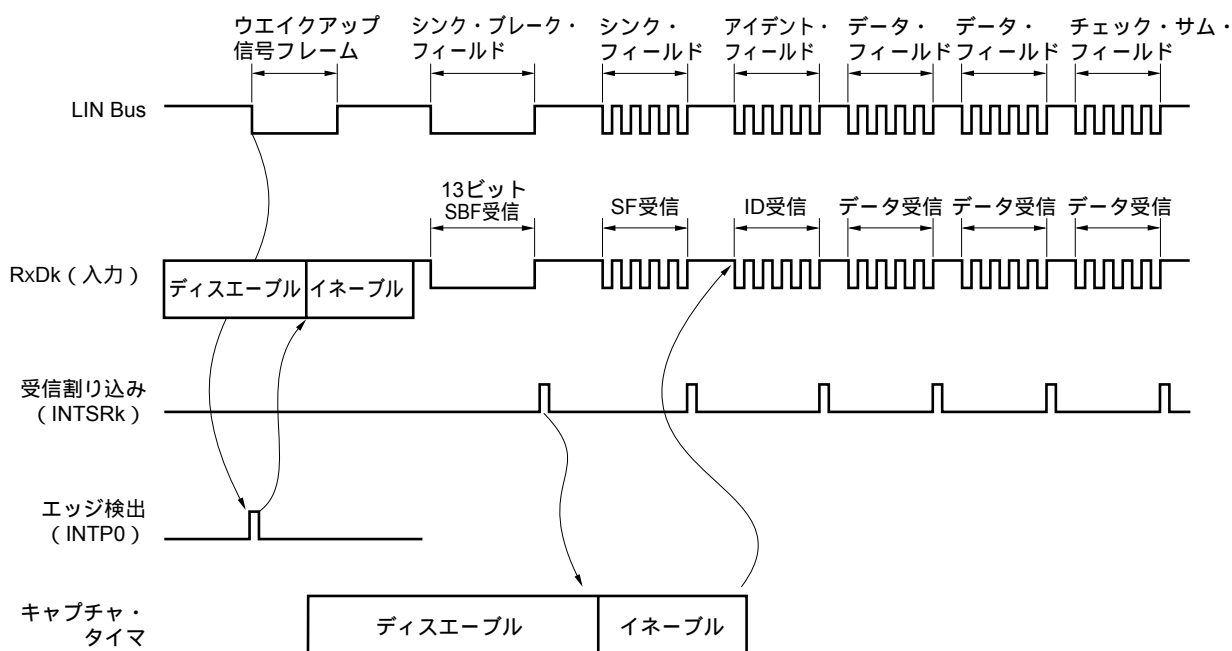 ウエイクアップ
信号フレーム
シンク・ブレーク・
フィールド
シンク・
フィールド
アイデント・
フィールド
データ・
フィールド
データ・
フィールド
チェック・サム・
フィールド
LIN Bus
13ビット
SBF受信
SF受信
ID受信
データ受信
データ受信
データ受信
RxDk（入力）
ディスエーブル
イネーブル
受信割り込み
（INTSRk）
エッジ検出
（INTP0）
キャプチャ・
タイマ
ディスエーブル
イネーブル